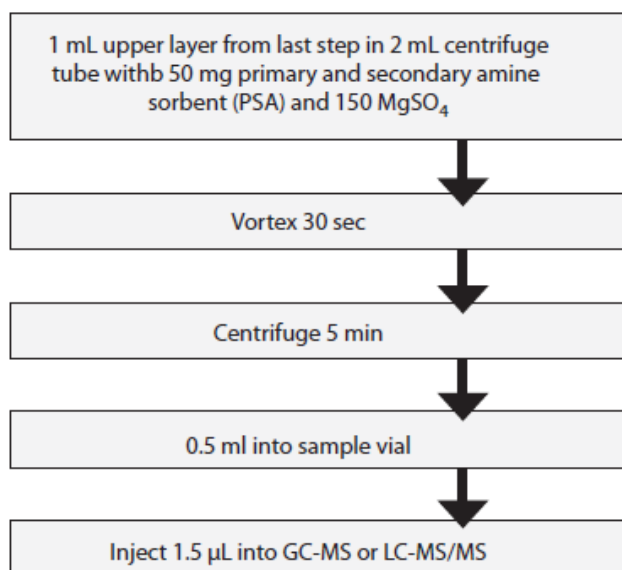 1 mL upper layer from last step in 2 mL centrifuge
tube withb 50 mg primary and secondary amine
sorbent (PSA) and 150 MgSO₄
Vortex 30 sec
Centrifuge 5 min
0.5 ml into sample vial
Inject 1.5 µL into GC-MS or LC-MS/MS